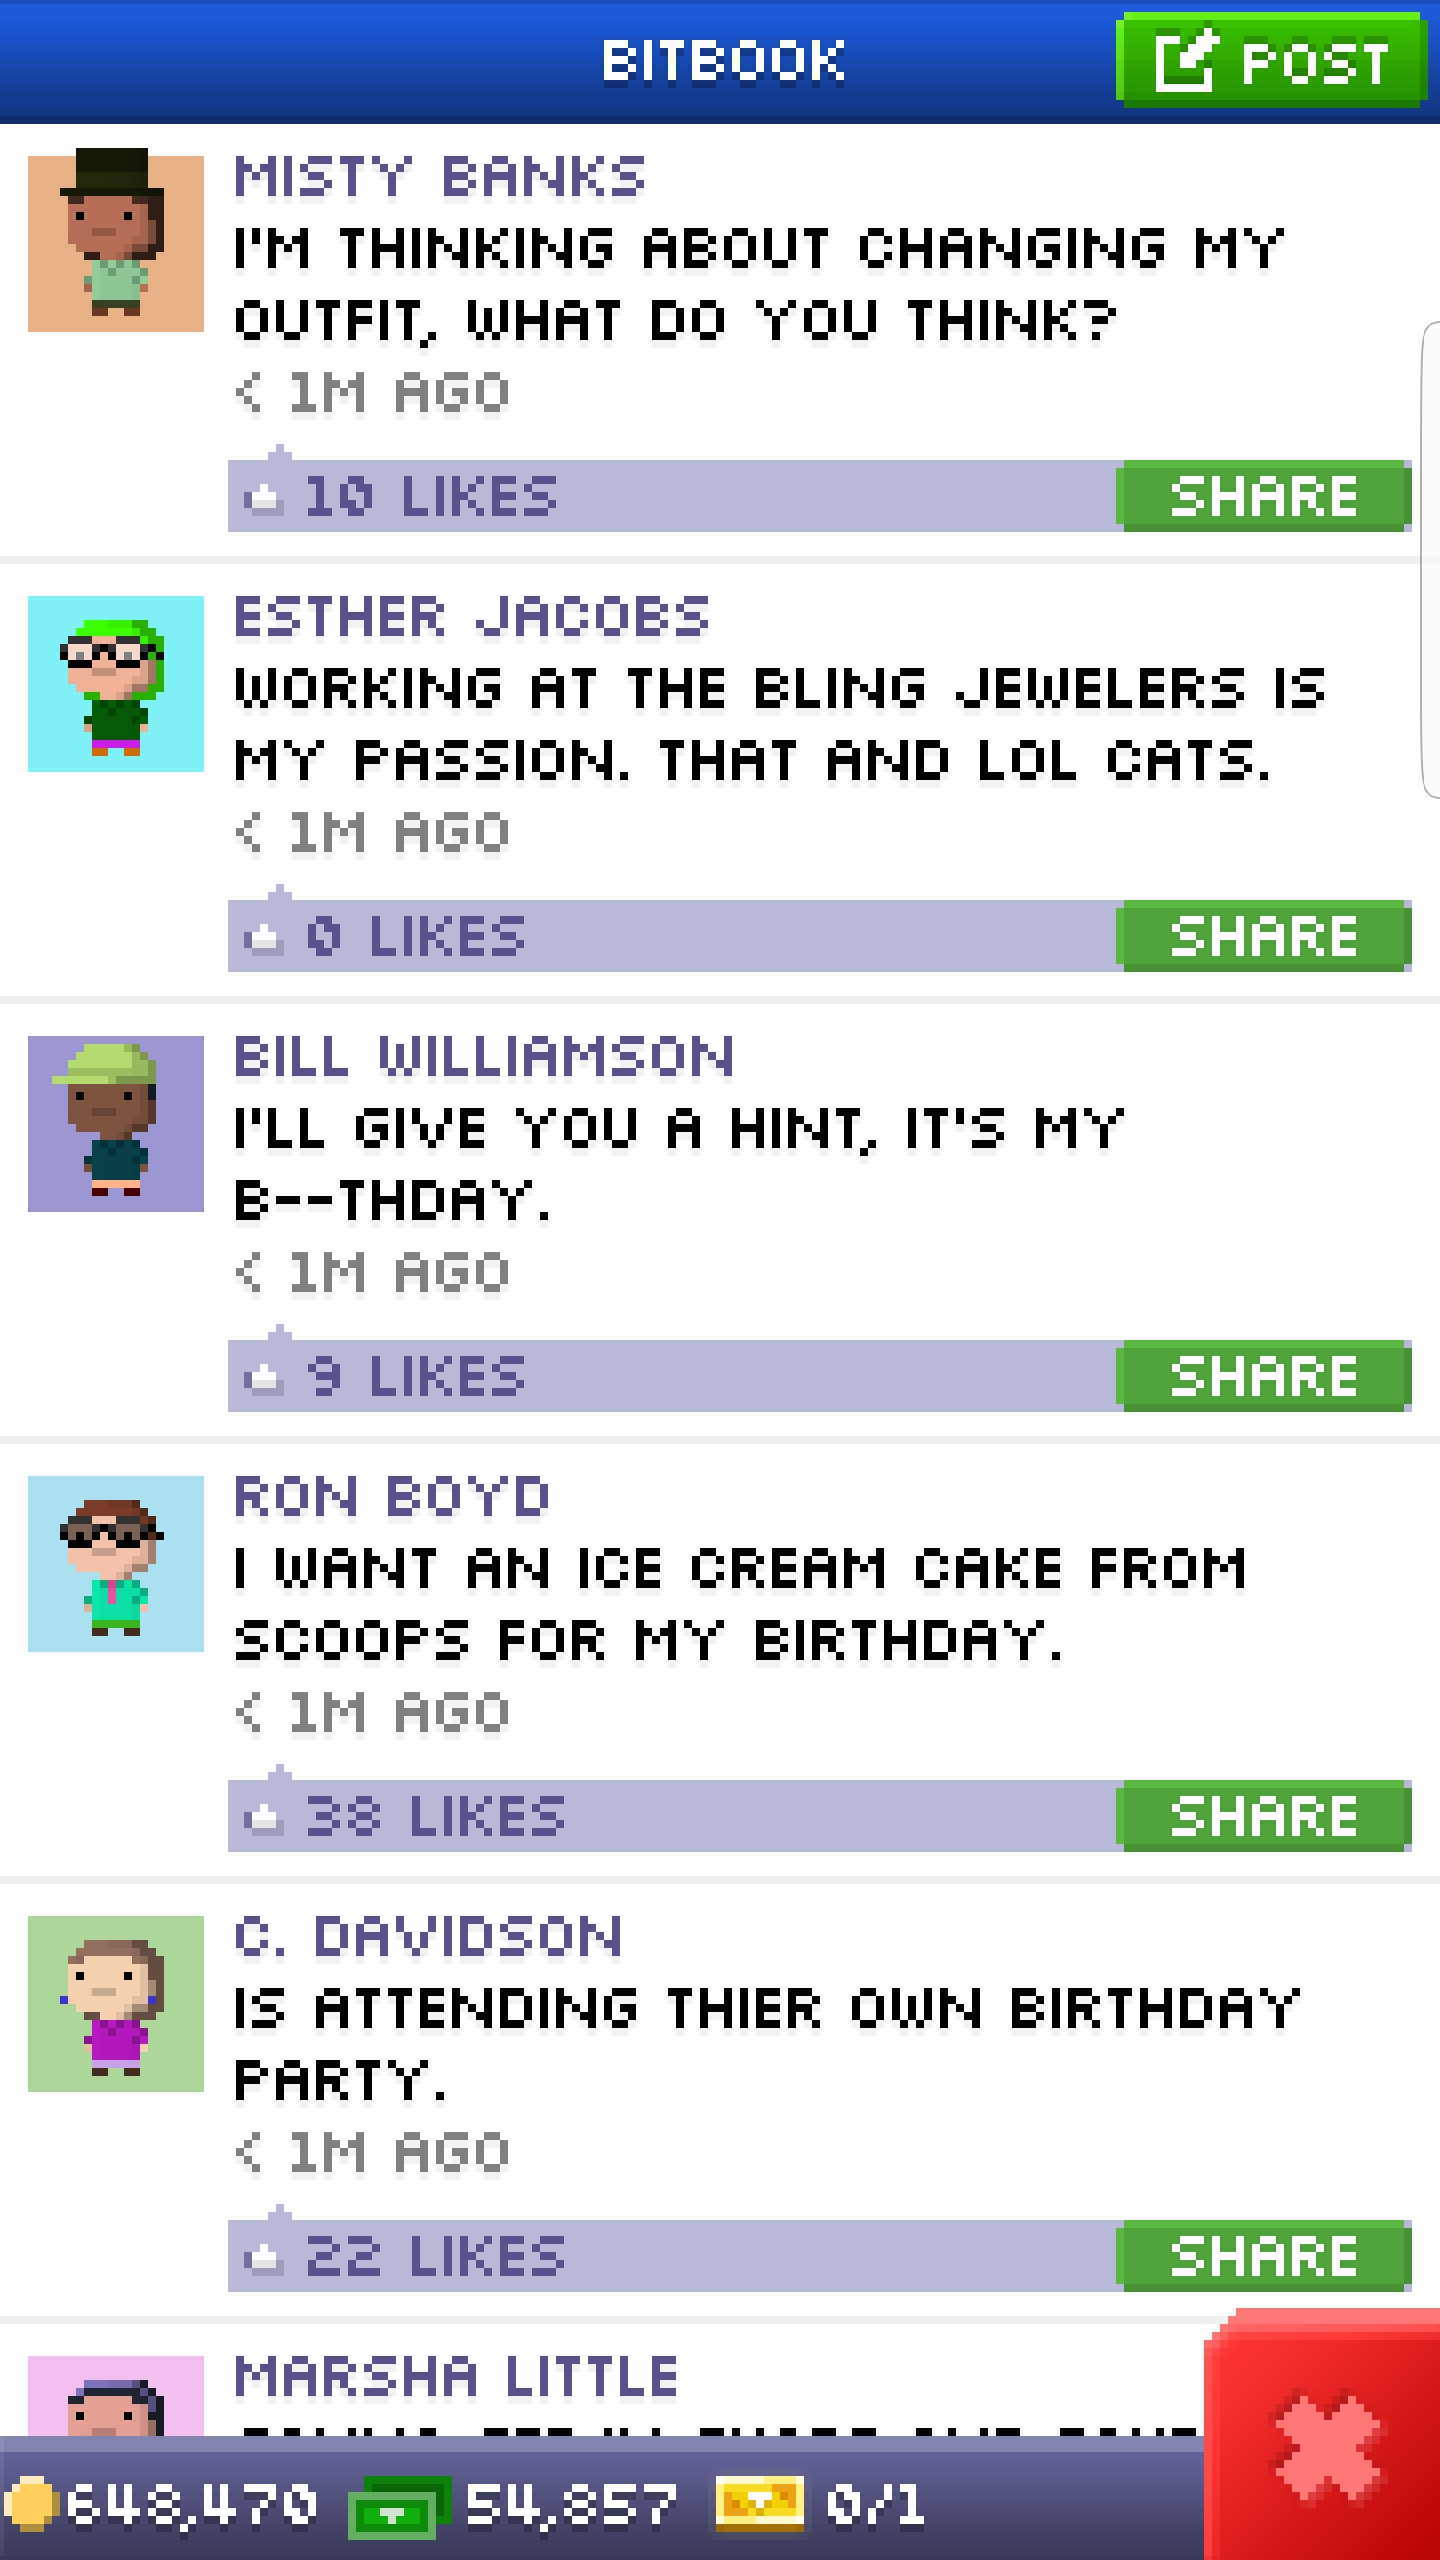 BITBOOK
POST
MISTY BANKS
I'M THINKING ABOUT CHANGING MY
OUTFIT, WHAT DO YOU THINK?
< 1M AGO
10 LIKES
SHARE
ESTHER JACOBS
WORKING AT THE BLING JEWELERS IS
MY PASSION. THAT AND LOL CATS.
< 1M AGO
0 LIKES
SHARE
BILL WILLIAMSON
I'LL GIVE YOU A HINT, IT'S MY
B--THDAY.
< 1M AGO
9 LIKES
SHARE
RON BOYD
I WANT AN ICE CREAM CAKE FROM
SCOOPS FOR MY BIRTHDAY.
< 1M AGO
38 LIKES
SHARE
C. DAVIDSON
IS ATTENDING THIER OWN BIRTHDAY
PARTY.
< 1M AGO
22 LIKES
SHARE
MARSHA LITTLE
648,470 54,857 0/1